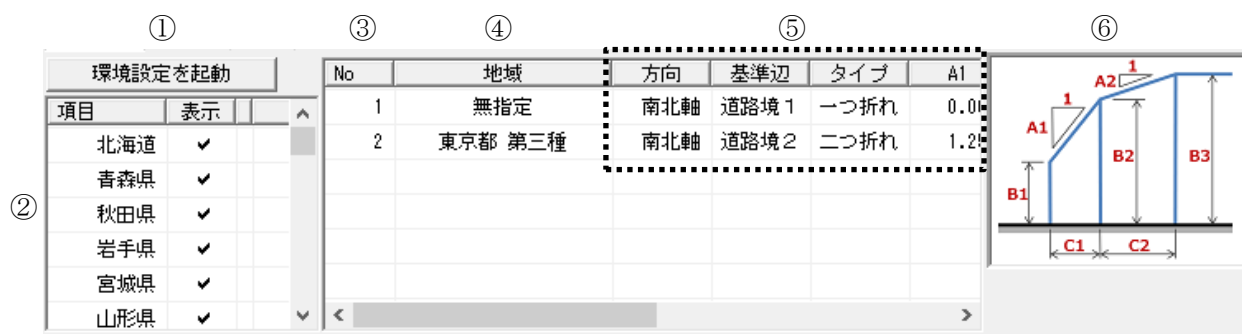 ① ③ ④ ⑤ ⑥
環境設定を起動
項目 表示
北海道 ✔
青森県 ✔
② 秋田県 ✔
岩手県 ✔
宮城県 ✔
山形県 ✔
No 地域 方向 基準辺 タイプ A1
1 無指定 南北軸 道路境1 一つ折れ 0.00
2 東京都 第三種 南北軸 道路境2 二つ折れ 1.25
1
A2
1
A1
B2 B3
B1
C1 C2